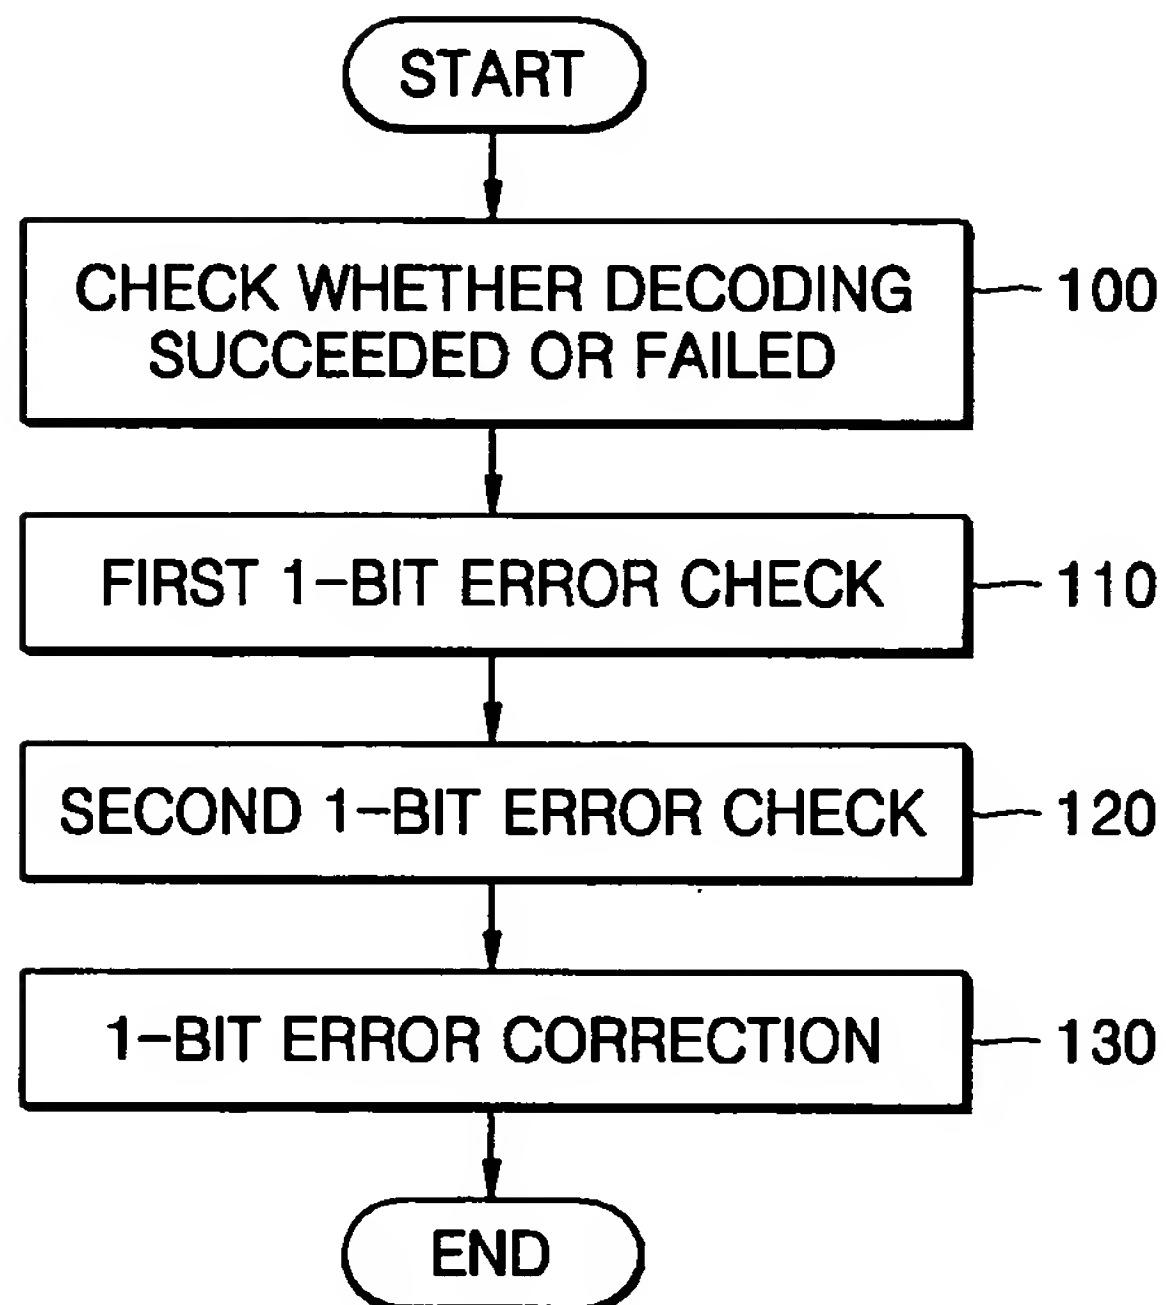 START
CHECK WHETHER DECODING
SUCCEEDED OR FAILED
100
FIRST 1-BIT ERROR CHECK
110
SECOND 1-BIT ERROR CHECK
120
1-BIT ERROR CORRECTION
130
END